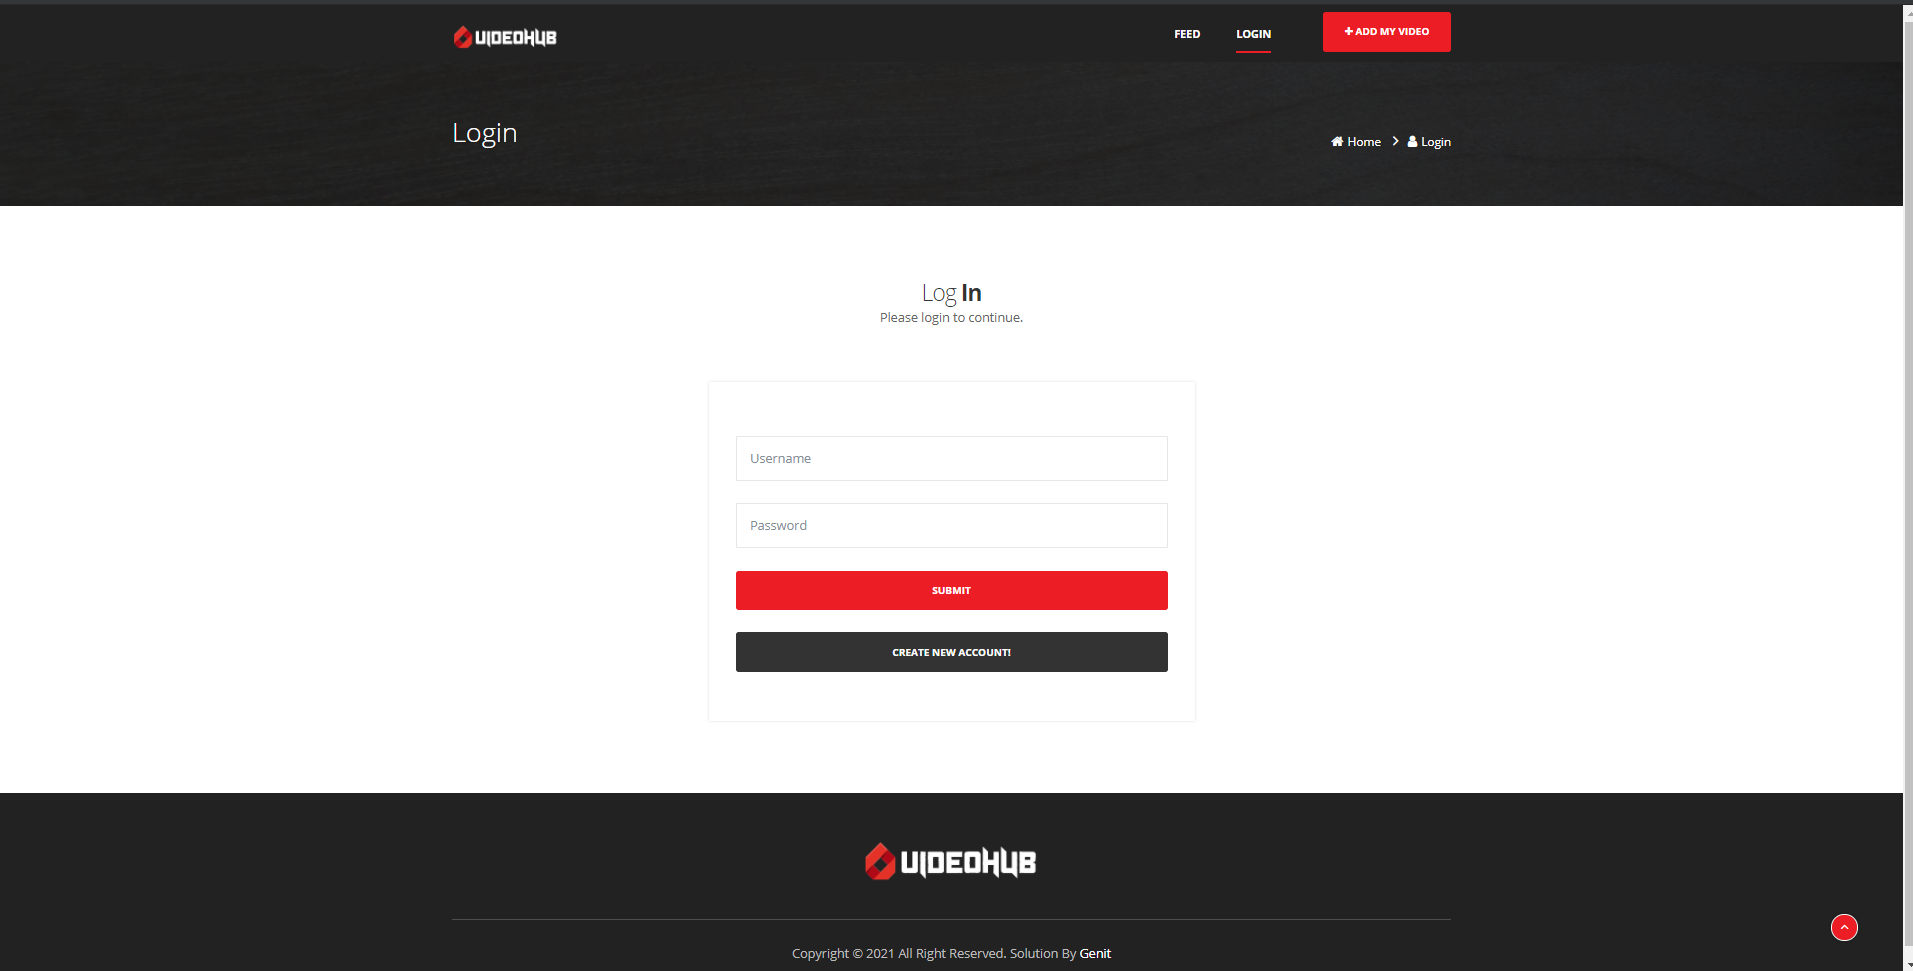 VIDEOHUB
FEED
LOGIN
ADD MY VIDEO
Login
Home
Login
Log In
Please login to continue.
Username
Password
SUBMIT
CREATE NEW ACCOUNT!
VIDEOHUB
Copyright © 2021 All Right Reserved. Solution By Genit